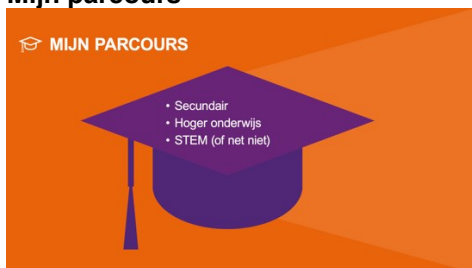 Mijn parcours
MIJN PARCOURS
• Secundair
• Hoger onderwijs
• STEM (of net niet)